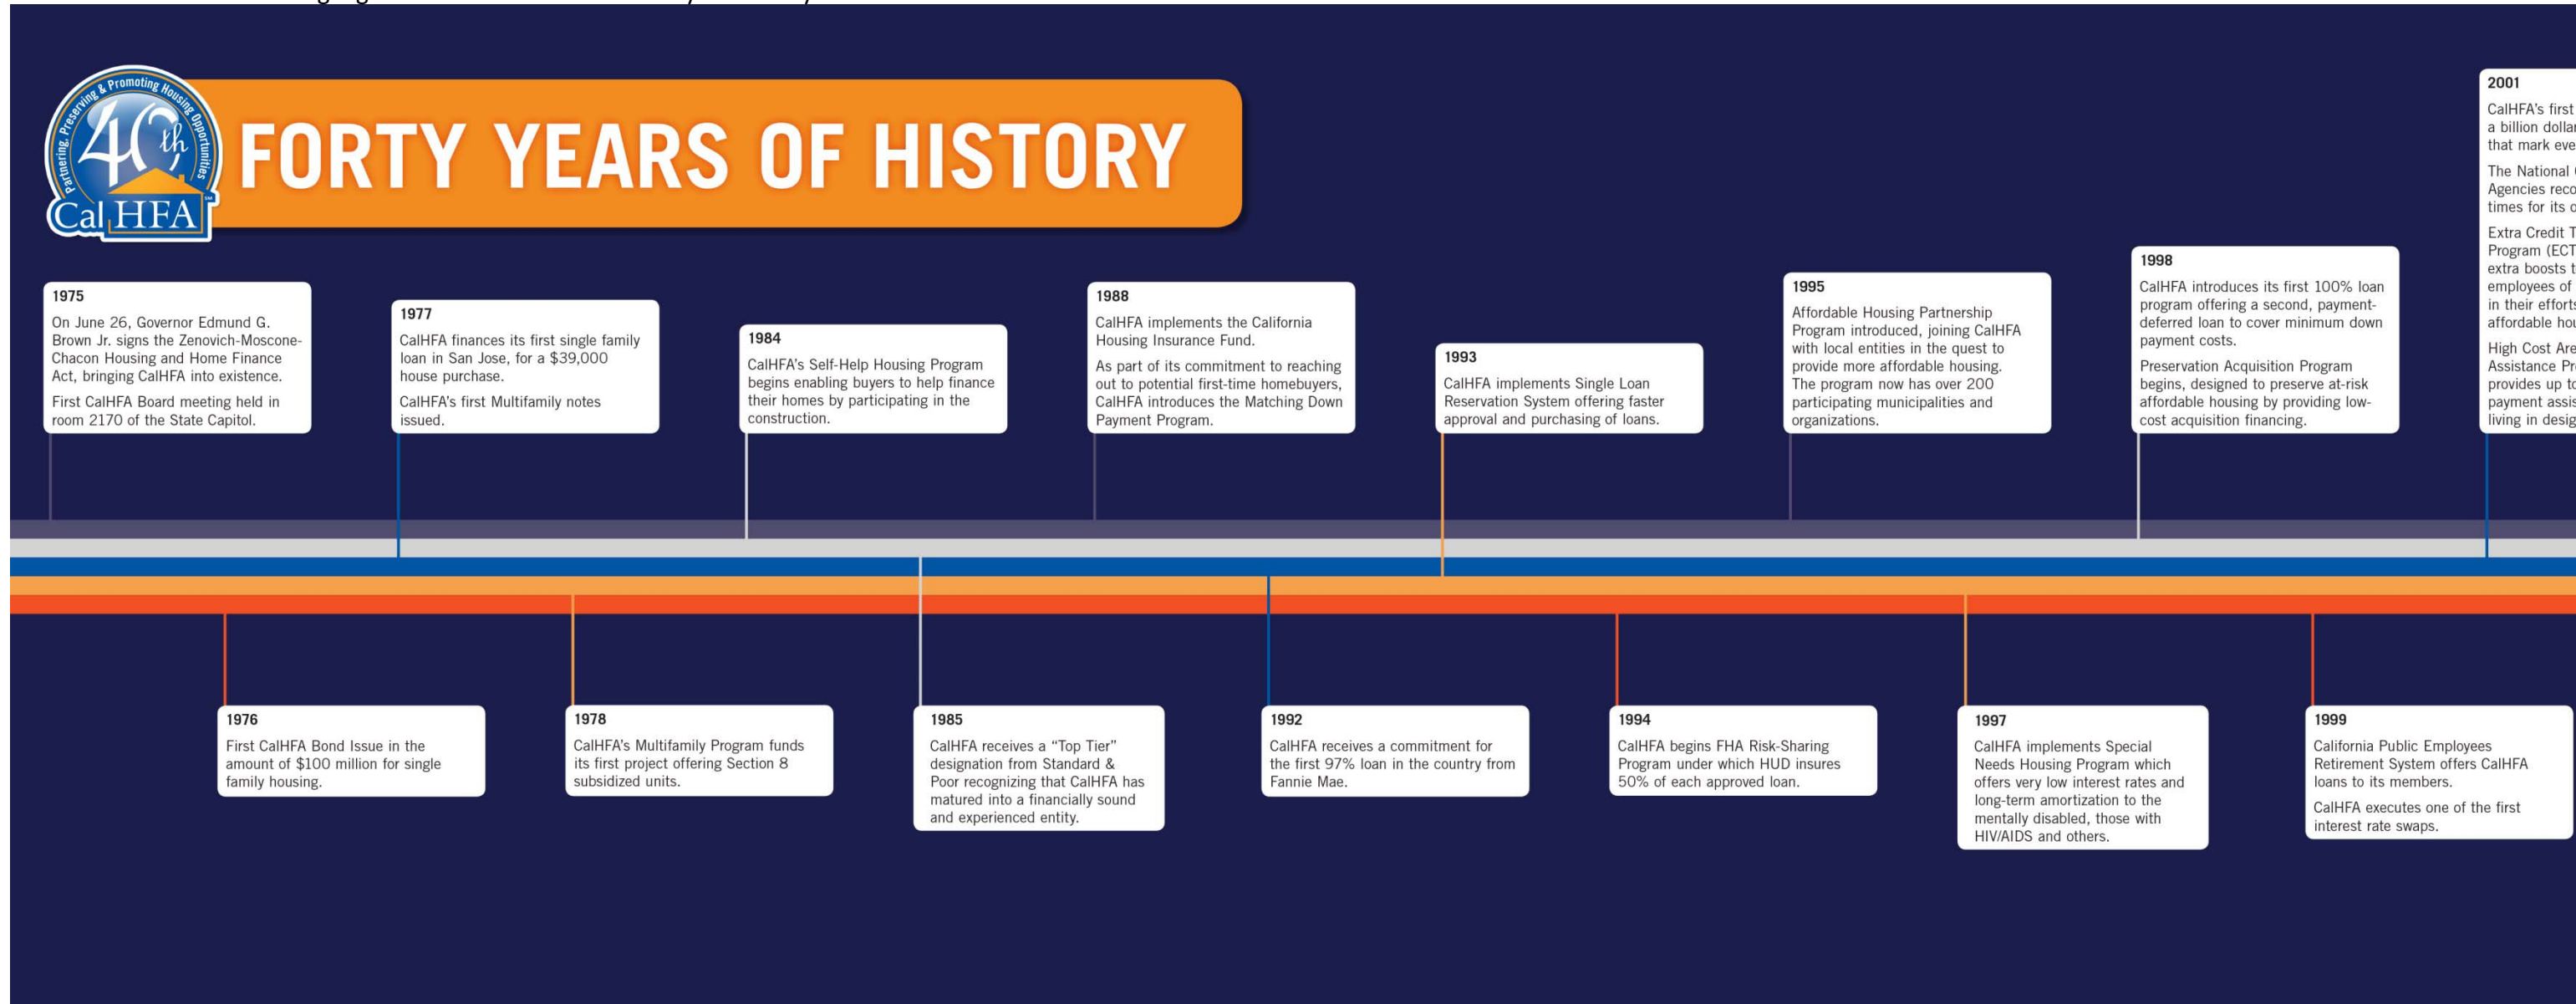 Partnering, Preserving & Promoting Housing Opportunities
40th
CalHFA
SM
FORTY YEARS OF HISTORY
1975
On June 26, Governor Edmund G.
Brown Jr. signs the Zenovich-Moscone-
Chacon Housing and Home Finance
Act, bringing CalHFA into existence.
First CalHFA Board meeting held in
room 2170 of the State Capitol.
1976
First CalHFA Bond Issue in the
amount of $100 million for single
family housing.
1977
CalHFA finances its first single family
loan in San Jose, for a $39,000
house purchase.
CalHFA's first Multifamily notes
issued.
1978
CalHFA's Multifamily Program funds
its first project offering Section 8
subsidized units.
1984
CalHFA's Self-Help Housing Program
begins enabling buyers to help finance
their homes by participating in the
construction.
1985
CalHFA receives a “Top Tier”
designation from Standard &
Poor recognizing that CalHFA has
matured into a financially sound
and experienced entity.
1988
CalHFA implements the California
Housing Insurance Fund.
As part of its commitment to reaching
out to potential first-time homebuyers,
CalHFA introduces the Matching Down
Payment Program.
1992
CalHFA receives a commitment for
the first 97% loan in the country from
Fannie Mae.
1993
CalHFA implements Single Loan
Reservation System offering faster
approval and purchasing of loans.
1994
CalHFA begins FHA Risk-Sharing
Program under which HUD insures
50% of each approved loan.
1995
Affordable Housing Partnership
Program introduced, joining CalHFA
with local entities in the quest to
provide more affordable housing.
The program now has over 200
participating municipalities and
organizations.
1997
CalHFA implements Special
Needs Housing Program which
offers very low interest rates and
long-term amortization to the
mentally disabled, those with
HIV/AIDS and others.
1998
CalHFA introduces its first 100% loan
program offering a second, payment-
deferred loan to cover minimum down
payment costs.
Preservation Acquisition Program
begins, designed to preserve at-risk
affordable housing by providing low-
cost acquisition financing.
1999
California Public Employees
Retirement System offers CalHFA
loans to its members.
CalHFA executes one of the first
interest rate swaps.
2001
CalHFA's first
a billion
that mark
The National
Agencies
times for its
Extra Credit
Program
extra boosts
employees of
in their
affordable
High Cost
Assistance
provides up
payment
living in